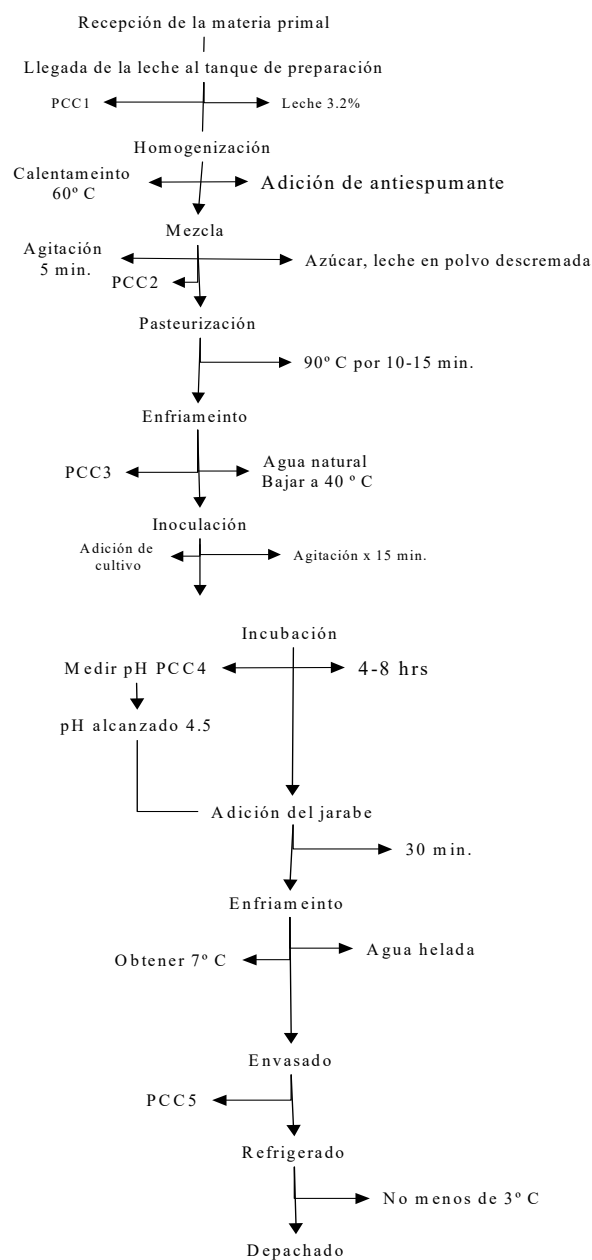 Recepción de la materia primal
Llegada de la leche al tanque de preparación
PCC1
Leche 3.2%
Homogenización
Calentameinto
60º C
Adición de antiespumante
Mezcla
Agitación
5 min.
Azúcar, leche en polvo descremada
PCC2
Pasteurización
90º C por 10-15 min.
Enfriameinto
PCC3
Agua natural
Bajar a 40 º C
Inoculación
Adición de
cultivo
Agitación x 15 min.
Incubación
Medir pH PCC4
4-8 hrs
pH alcanzado 4.5
Adición del jarabe
30 min.
Enfriameinto
Obtener 7º C
Agua helada
Envasado
PCC5
Refrigerado
No menos de 3º C
Depachado